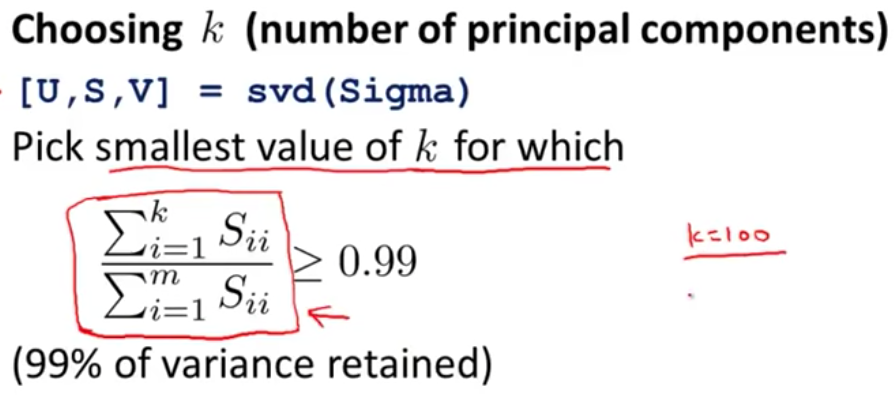 Choosing k (number of principal components)
[U,S,V] = svd(Sigma)
Pick smallest value of k for which
\frac{\sum_{i=1}^{k} S_{ii}}{\sum_{i=1}^{m} S_{ii}} ≥ 0.99
k=100
(99% of variance retained)